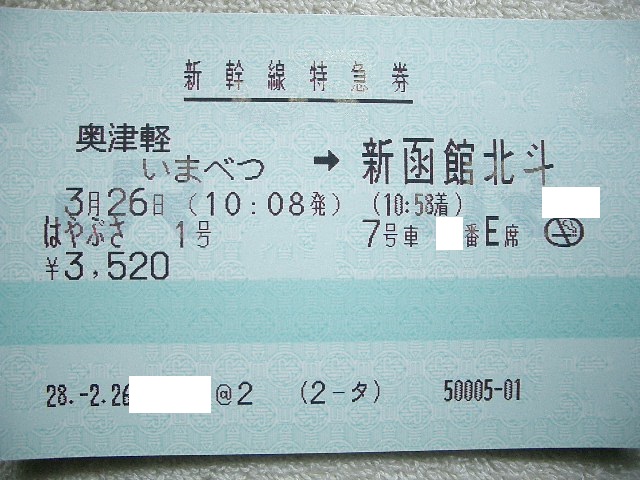 新幹線特急券
奥津軽
いまべつ → 新函館北斗
3月26日 (10:08発) (10:58着)
はやぶさ 1号 7号車 番E席
¥3,520
28.-2.26 @2 (2-タ) 50005-01